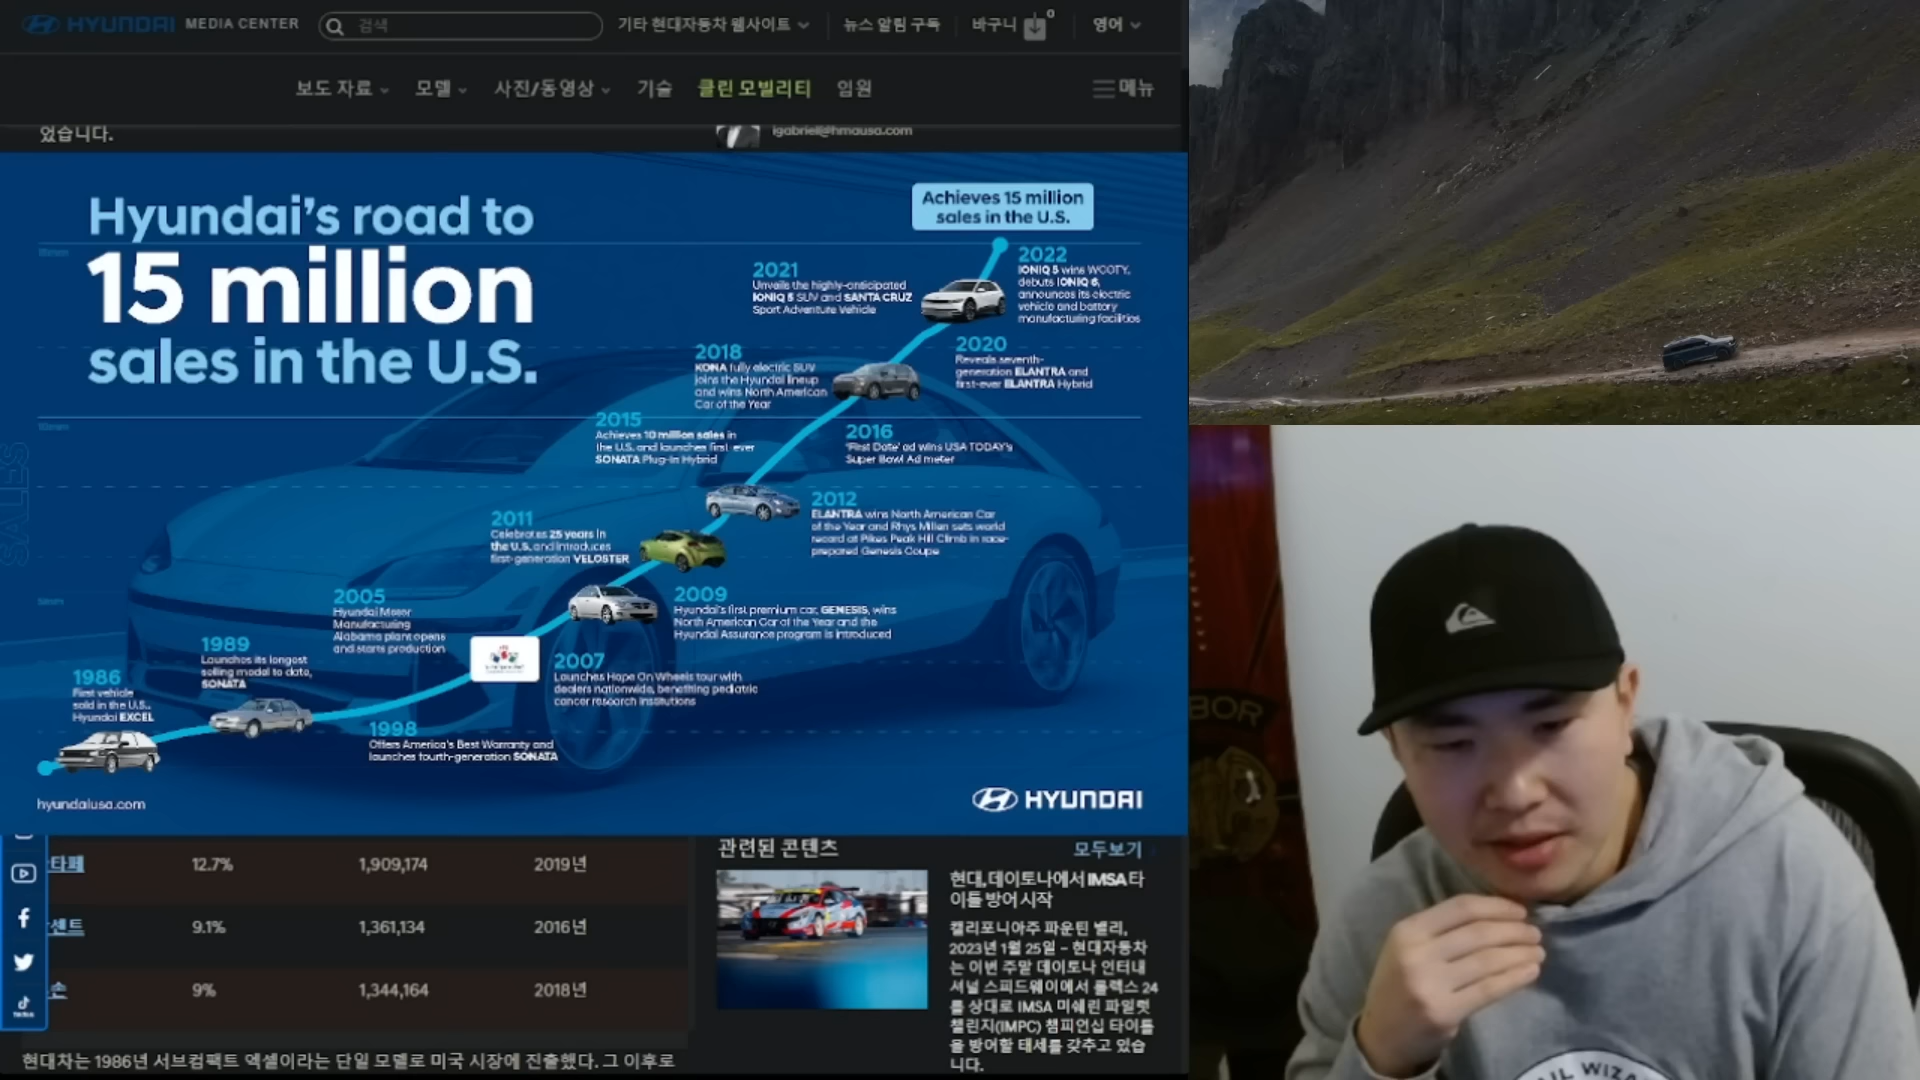 HYUNDAI MEDIA CENTER
검색
기타 현대자동차 웹사이트
뉴스 알림 구독
바구니
0
영어
보도 자료
모델
사진/동영상
기술
클린 모빌리티
임원
메뉴
었습니다.
igabriel@hmausa.com
Hyundai's road to
15 million
sales in the U.S.
Achieves 15 million
sales in the U.S.
2022
IONIQ 5 wins WCOTY,
debuts IONIQ 6,
announces its electric
vehicle and battery
manufacturing facilities
2021
Unveils the highly-anticipated
IONIQ 5 SUV and SANTA CRUZ
Sport Adventure Vehicle
2020
Reveals seventh-
generation ELANTRA and
first-ever ELANTRA Hybrid
2018
KONA fully electric SUV
joins the Hyundai lineup
and wins North American
Car of the Year
2015
Achieves 10 million sales in
the U.S. and launches first-ever
SONATA Plug-In Hybrid
2016
'First Date' ad wins USA TODAY's
Super Bowl Ad meter
2012
ELANTRA wins North American Car
of the Year and Rhys Millen sets world
record at Pikes Peak Hill Climb in race-
prepared Genesis Coupe
2011
Celebrates 25 years in
the U.S. and introduces
first-generation VELOSTER
2009
Hyundai's first premium car, GENESIS, wins
North American Car of the Year and the
Hyundai Assurance program is introduced
2005
Hyundai Motor
Manufacturing
Alabama plant opens
and starts production
2007
Launches Hope On Wheels tour with
dealers nationwide, benefiting pediatric
cancer research institutions
1989
Launches its longest
selling model to date,
SONATA
1986
First vehicle
sold in the U.S.,
Hyundai EXCEL
1998
Offers America's Best Warranty and
launches fourth-generation SONATA
SALES
hyundaiusa.com
HYUNDAI
타페 12.7% 1,909,174 2019년
센트 9.1% 1,361,134 2016년
손 9% 1,344,164 2018년
현대차는 1986년 서브컴팩트 엑셀이라는 단일 모델로 미국 시장에 진출했다. 그 이후로
관련된 콘텐츠
모두보기
현대, 데이토나에서 IMSA 타
이틀 방어 시작
캘리포니아주 파운틴 밸리,
2023년 1월 25일 – 현대자동차
는 이번 주말 데이토나 인터내
셔널 스피드웨이에서 롤렉스 24
를 상대로 IMSA 미쉐린 파일럿
챌린지(IMPC) 챔피언십 타이틀
을 방어할 태세를 갖추고 있습
니다.